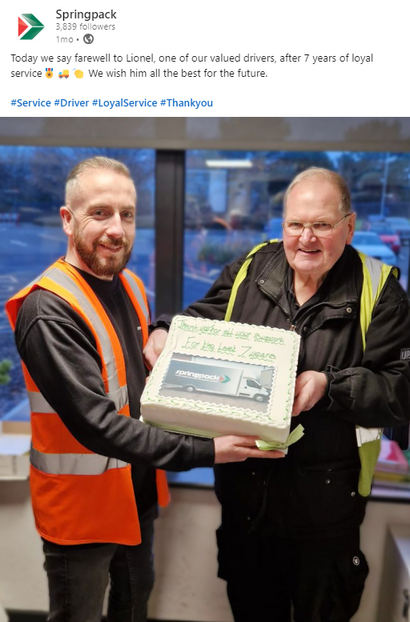 Springpack
3,839 followers
1mo •
Today we say farewell to Lionel, one of our valued drivers, after 7 years of loyal
service🎖️ 🚚 👏 We wish him all the best for the future.
#Service #Driver #LoyalService #Thankyou
for all your support
For the last 7 years
springpack